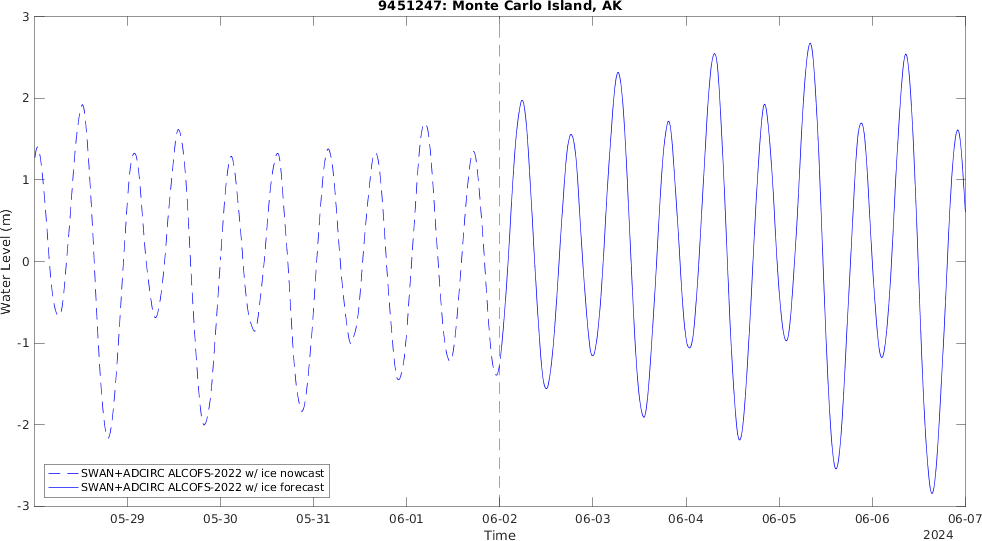 9451247: Monte Carlo Island, AK
3
2
1
0
-1
-2
-3
Water Level (m)
SWAN+ADCIRC ALCOFS-2022 w/ ice nowcast
SWAN+ADCIRC ALCOFS-2022 w/ ice forecast
05-29 05-30 05-31 06-01 06-02 06-03 06-04 06-05 06-06 06-07
Time
2024